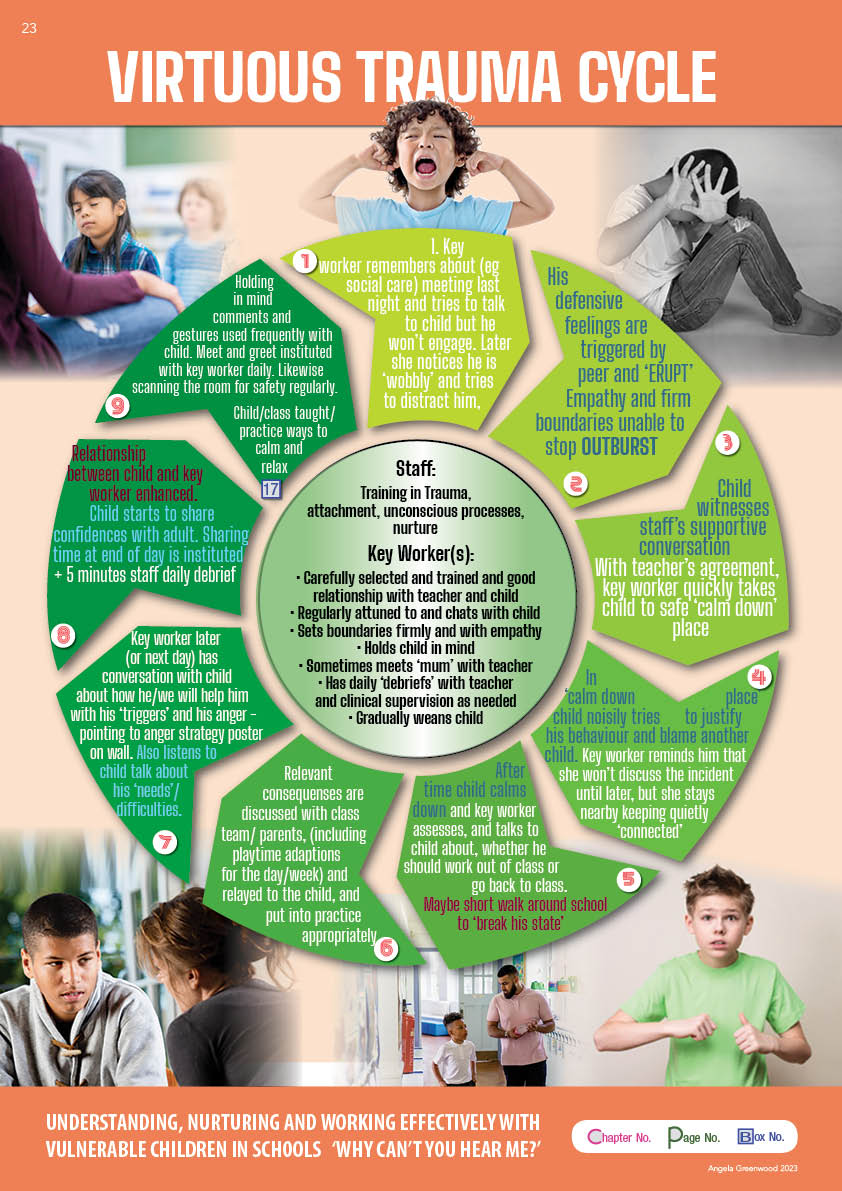 23
VIRTUOUS TRAUMA CYCLE
1
1. Key
worker remembers about (eg
social care) meeting last
night and tries to talk
to child but he
won't engage. Later
she notices he is
'wobbly' and tries
to distract him,
His
defensive
feelings are
triggered by
peer and 'ERUPT'
Empathy and firm
boundaries unable to
stop OUTBURST
2
3
Child
witnesses
staff's supportive
conversation
With teacher's agreement,
key worker quickly takes
child to safe 'calm down'
place
4
In
'calm down place
child noisily tries to justify
his behaviour and blame another
child. Key worker reminds him that
she won't discuss the incident
until later, but she stays
nearby keeping quietly
'connected'
After
time child calms
down and key worker
assesses, and talks to
child about, whether he
should work out of class or
go back to class.
Maybe short walk around school
to 'break his state'
5
Relevant
consequenses are
discussed with class
team/ parents, (including
playtime adaptions
for the day/week) and
relayed to the child, and
put into practice
appropriately
6
Key worker later
(or next day) has
conversation with child
about how he/we will help him
with his 'triggers' and his anger –
pointing to anger strategy poster
on wall. Also listens to
child talk about
his 'needs'/
difficulties.
7
Relationship
between child and key
worker enhanced.
Child starts to share
confidences with adult. Sharing
time at end of day is instituted
+ 5 minutes staff daily debrief
8
Holding
in mind
comments and
gestures used frequently with
child. Meet and greet instituted
with key worker daily. Likewise
scanning the room for safety regularly.
9
Child/class taught/
practice ways to
calm and
relax
17
Staff:
Training in Trauma,
attachment, unconscious processes,
nurture
Key Worker(s):
• Carefully selected and trained and good
relationship with teacher and child
• Regularly attuned to and chats with child
• Sets boundaries firmly and with empathy
• Holds child in mind
• Sometimes meets 'mum' with teacher
• Has daily 'debriefs' with teacher
and clinical supervision as needed
• Gradually weans child
UNDERSTANDING, NURTURING AND WORKING EFFECTIVELY WITH
VULNERABLE CHILDREN IN SCHOOLS 'WHY CAN'T YOU HEAR ME?'
Chapter No. Page No. Box No.
Angela Greenwood 2023